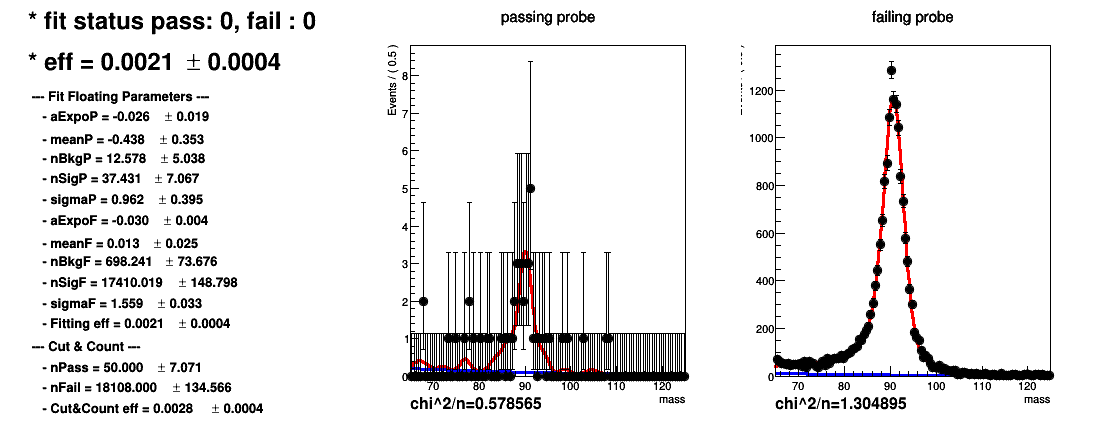 * fit status pass: 0, fail : 0
* eff = 0.0021 ± 0.0004
--- Fit Floating Parameters ---
- aExpoP = -0.026 ± 0.019
- meanP = -0.438 ± 0.353
- nBkgP = 12.578 ± 5.038
- nSigP = 37.431 ± 7.067
- sigmaP = 0.962 ± 0.395
- aExpoF = -0.030 ± 0.004
- meanF = 0.013 ± 0.025
- nBkgF = 698.241 ± 73.676
- nSigF = 17410.019 ± 148.798
- sigmaF = 1.559 ± 0.033
- Fitting eff = 0.0021 ± 0.0004
--- Cut & Count ---
- nPass = 50.000 ± 7.071
- nFail = 18108.000 ± 134.566
- Cut&Count eff = 0.0028 ± 0.0004
passing probe
Events / ( 0.5 )
8
7
6
5
4
3
2
1
0
70 80 90 100 110 120
mass
chi^2/n=0.578565
failing probe
1200
1000
800
600
400
200
0
70 80 90 100 110 120
mass
chi^2/n=1.304895